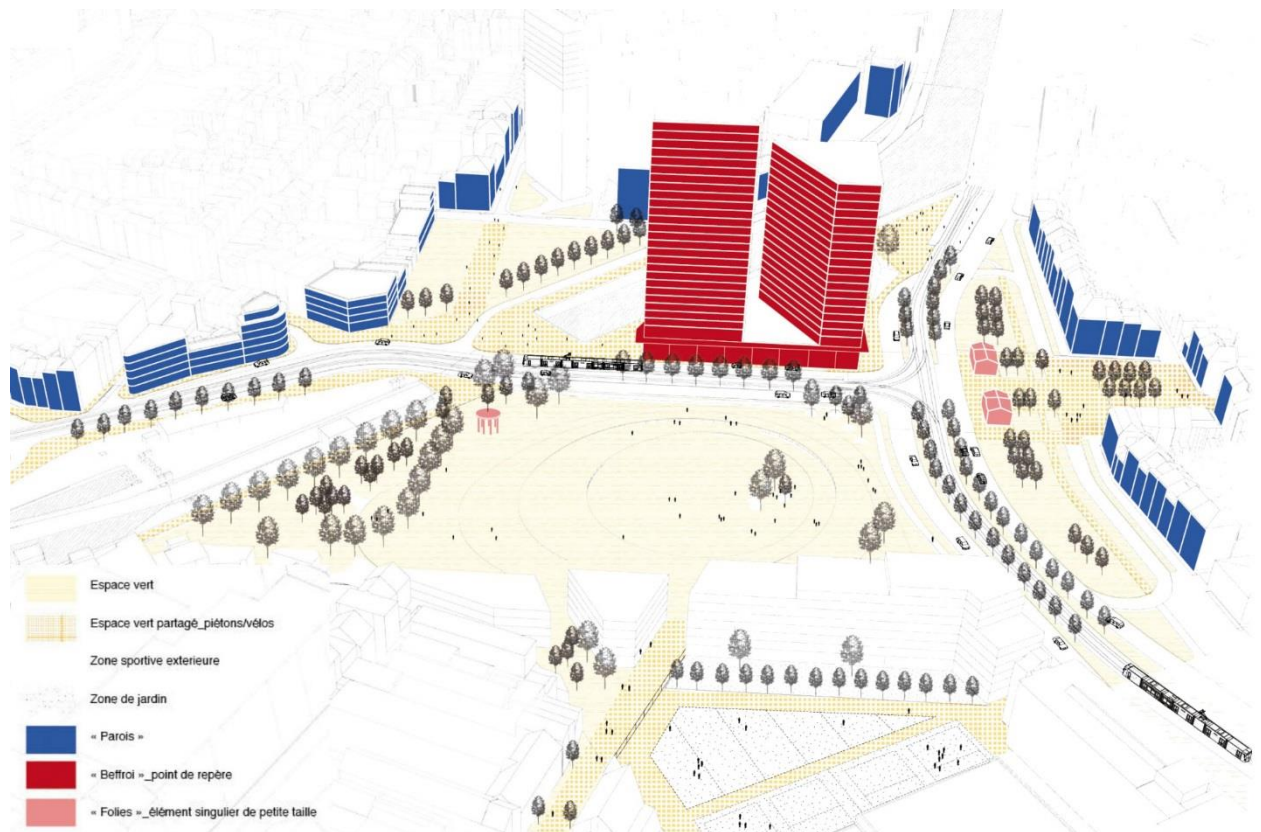 Espace vert
Espace vert partagé_piétons/vélos
Zone sportive exterieure
Zone de jardin
« Parois »
« Beffroi »_point de repère
« Folies »_élément singulier de petite taille